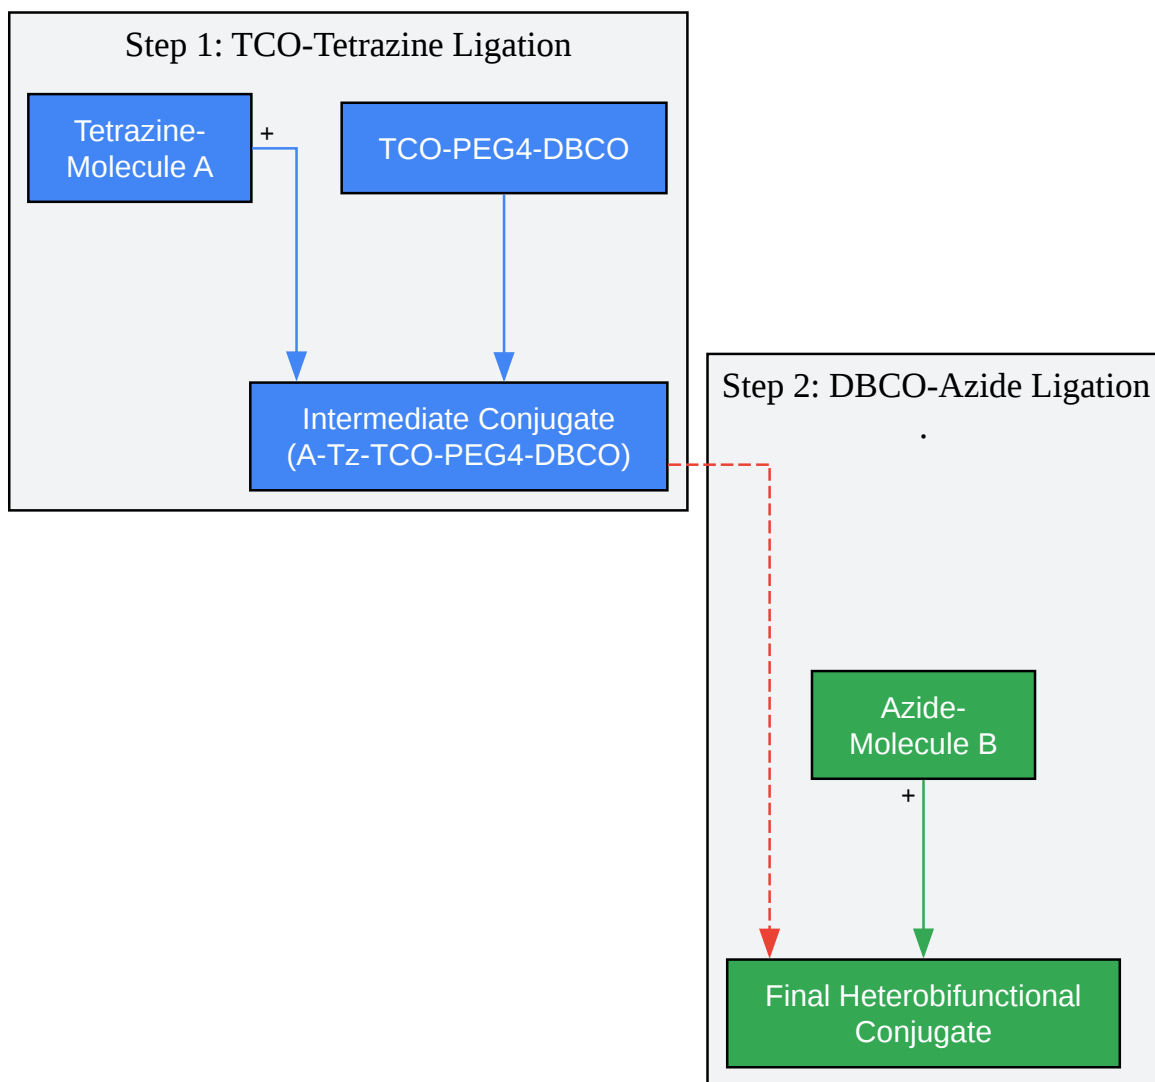 Step 1: TCO-Tetrazine Ligation
Tetrazine-
Molecule A
+
TCO-PEG4-DBCO
Intermediate Conjugate
(A-Tz-TCO-PEG4-DBCO)
Step 2: DBCO-Azide Ligation
.
Azide-
Molecule B
+
Final Heterobifunctional
Conjugate